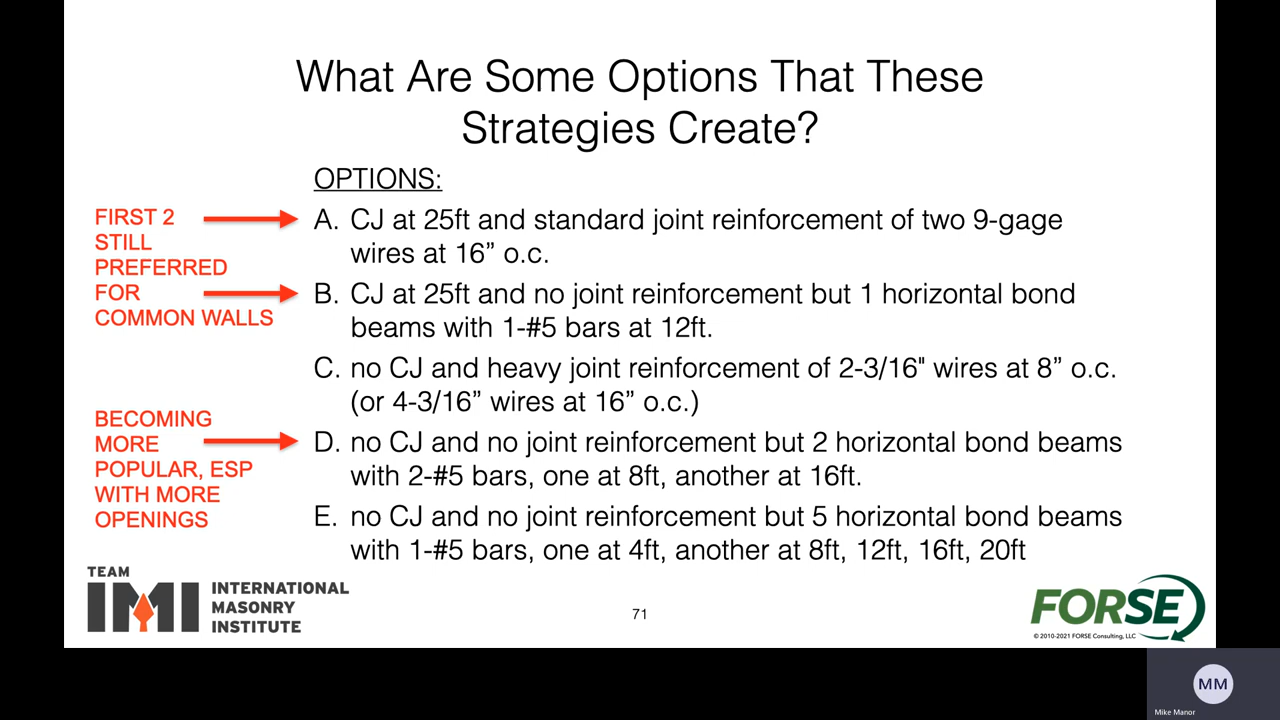 What Are Some Options That These
Strategies Create?
OPTIONS:
FIRST 2
STILL
PREFERRED
FOR
COMMON WALLS
A. CJ at 25ft and standard joint reinforcement of two 9-gage
wires at 16” o.c.
B. CJ at 25ft and no joint reinforcement but 1 horizontal bond
beams with 1-#5 bars at 12ft.
C. no CJ and heavy joint reinforcement of 2-3/16" wires at 8” o.c.
(or 4-3/16” wires at 16” o.c.)
BECOMING
MORE
POPULAR, ESP
WITH MORE
OPENINGS
D. no CJ and no joint reinforcement but 2 horizontal bond beams
with 2-#5 bars, one at 8ft, another at 16ft.
E. no CJ and no joint reinforcement but 5 horizontal bond beams
with 1-#5 bars, one at 4ft, another at 8ft, 12ft, 16ft, 20ft
TEAM
IMI
INTERNATIONAL
MASONRY
INSTITUTE
71
FORSE
© 2010-2021 FORSE Consulting, LLC
MM
Mike Manor